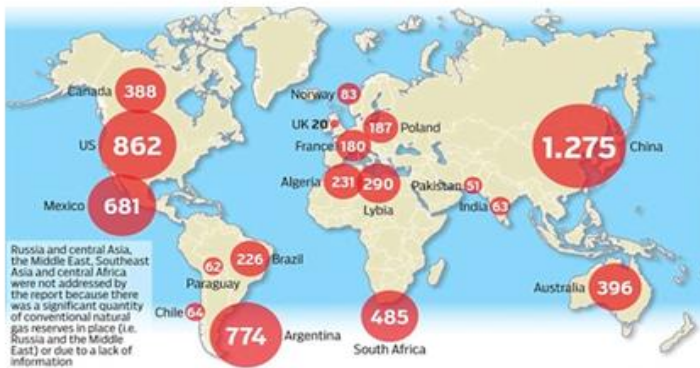 Canada 388
US 862
Mexico 681
Norway 83
UK 20
187 Poland
France 180
Algeria 231
290
Lybia
Pakistan 51
India 63
1.275 China
226 Brazil
62
Paraguay
Chile 64
774 Argentina
485
South Africa
Australia 396
Russia and central Asia,
the Middle East, Southeast
Asia and central Africa
were not addressed by
the report because there
was a significant quantity
of conventional natural
gas reserves in place (i.e.
Russia and the Middle
East) or due to a lack of
information